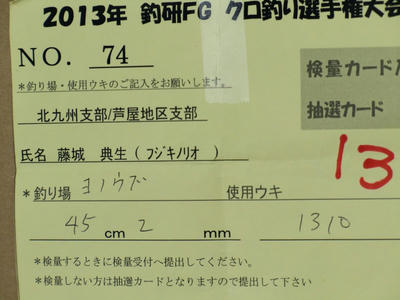 2013年 釣研FG クロ釣り選手権大会
NO. 74
*釣り場・使用ウキのご記入をお願いします。
検量カード/
抽選カード
北九州支部/芦屋地区支部
氏名 藤城 典生 ( フジキノリオ )
13
*釣り場 ヨノウズ 使用ウキ
45 cm 2 mm 1310
*検量するときに検量受付へ提出してください。
*検量しない方は抽選カードとなりますので提出して下さい